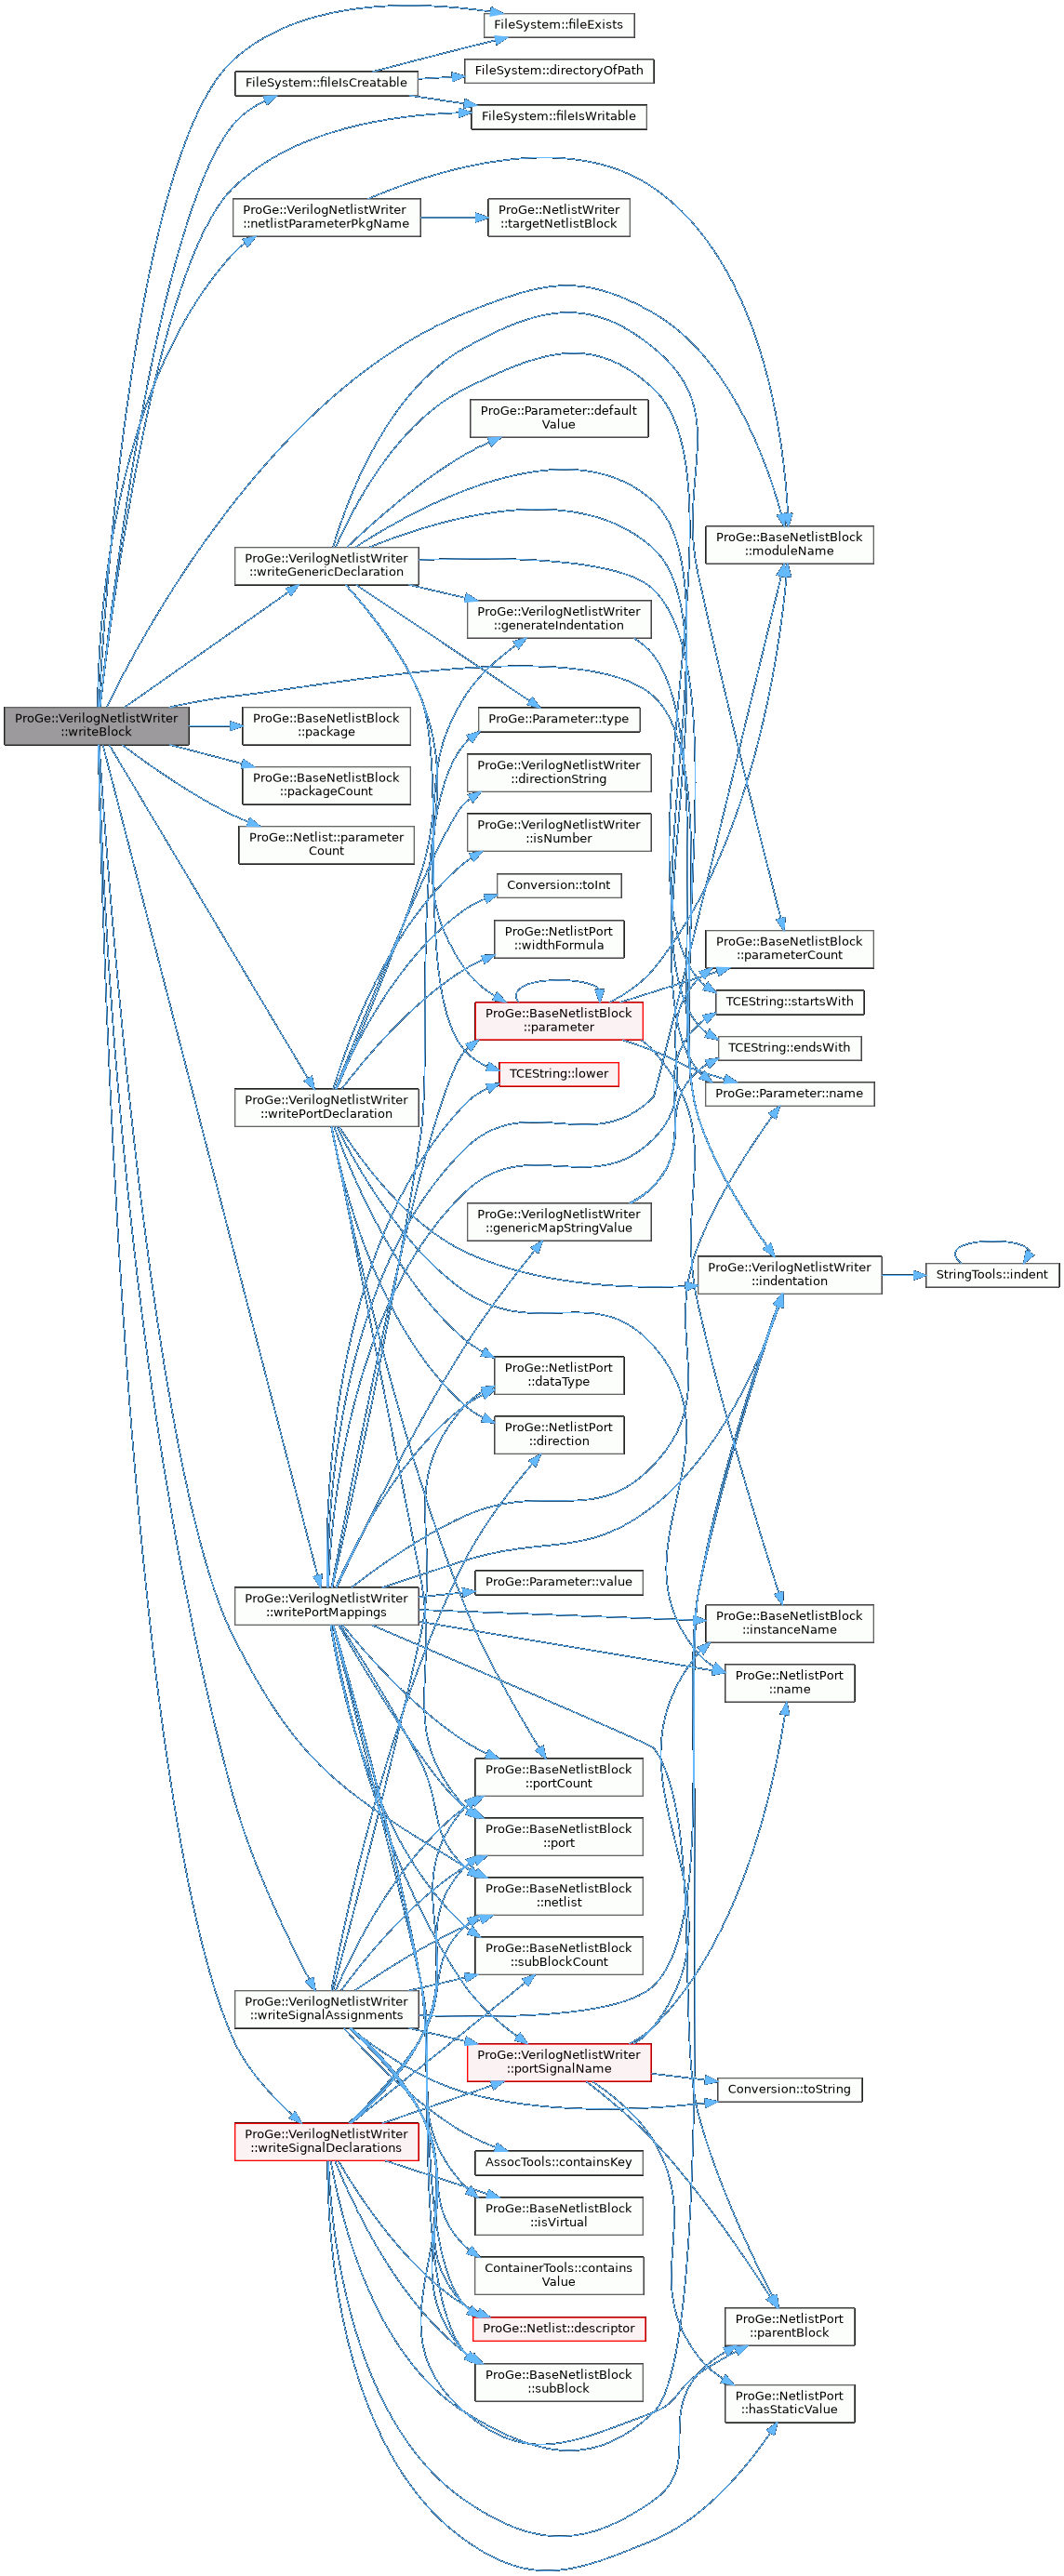 FileSystem::fileExists
FileSystem::directoryOfPath
FileSystem::fileIsCreatable
FileSystem::fileIsWritable
ProGe::VerilogNetlistWriter
::netlistParameterPkgName
ProGe::NetlistWriter
::targetNetlistBlock
ProGe::Parameter::default
Value
ProGe::BaseNetlistBlock
::moduleName
ProGe::VerilogNetlistWriter
::writeGenericDeclaration
ProGe::VerilogNetlistWriter
::generateIndentation
ProGe::VerilogNetlistWriter
::writeBlock
ProGe::BaseNetlistBlock
::package
ProGe::Parameter::type
ProGe::VerilogNetlistWriter
::directionString
ProGe::BaseNetlistBlock
::packageCount
ProGe::VerilogNetlistWriter
::isNumber
ProGe::Netlist::parameter
Count
Conversion::toInt
ProGe::NetlistPort
::widthFormula
ProGe::BaseNetlistBlock
::parameterCount
TCEString::startsWith
ProGe::BaseNetlistBlock
::parameter
TCEString::endsWith
TCEString::lower
ProGe::Parameter::name
ProGe::VerilogNetlistWriter
::writePortDeclaration
ProGe::VerilogNetlistWriter
::genericMapStringValue
ProGe::VerilogNetlistWriter
::indentation
StringTools::indent
ProGe::NetlistPort
::dataType
ProGe::NetlistPort
::direction
ProGe::Parameter::value
ProGe::VerilogNetlistWriter
::writePortMappings
ProGe::BaseNetlistBlock
::instanceName
ProGe::NetlistPort
::name
ProGe::BaseNetlistBlock
::portCount
ProGe::BaseNetlistBlock
::port
ProGe::BaseNetlistBlock
::netlist
ProGe::BaseNetlistBlock
::subBlockCount
ProGe::VerilogNetlistWriter
::writeSignalAssignments
ProGe::VerilogNetlistWriter
::portSignalName
Conversion::toString
ProGe::VerilogNetlistWriter
::writeSignalDeclarations
AssocTools::containsKey
ProGe::BaseNetlistBlock
::isVirtual
ContainerTools::contains
Value
ProGe::Netlist::descriptor
ProGe::NetlistPort
::parentBlock
ProGe::BaseNetlistBlock
::subBlock
ProGe::NetlistPort
::hasStaticValue